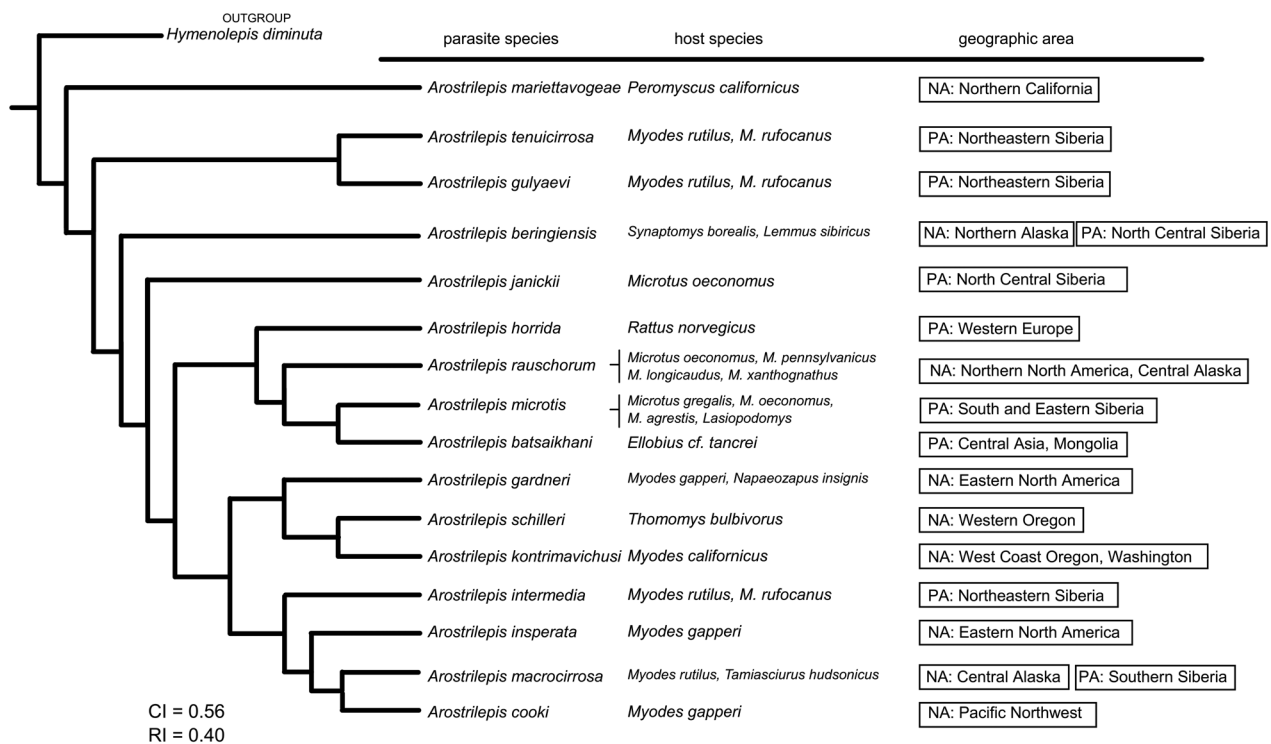 OUTGROUP
Hymenolepis diminuta
parasite species host species geographic area
Arostrilepis mariettavogeae Peromyscus californicus NA: Northern California
Arostrilepis tenuicirrosa Myodes rutilus, M. rufocanus PA: Northeastern Siberia
Arostrilepis gulyaevi Myodes rutilus, M. rufocanus PA: Northeastern Siberia
Arostrilepis beringiensis Synaptomys borealis, Lemmus sibiricus NA: Northern Alaska PA: North Central Siberia
Arostrilepis janickii Microtus oeconomus PA: North Central Siberia
Arostrilepis horrida Rattus norvegicus PA: Western Europe
Arostrilepis rauschorum Microtus oeconomus, M. pennsylvanicus
M. longicaudus, M. xanthognathus NA: Northern North America, Central Alaska
Arostrilepis microtis Microtus gregalis, M. oeconomus,
M. agrestis, Lasiopodomys PA: South and Eastern Siberia
Arostrilepis batsaikhani Ellobius cf. tancrei PA: Central Asia, Mongolia
Arostrilepis gardneri Myodes gapperi, Napaeozapus insignis NA: Eastern North America
Arostrilepis schilleri Thomomys bulbivorus NA: Western Oregon
Arostrilepis kontrimavichusi Myodes californicus NA: West Coast Oregon, Washington
Arostrilepis intermedia Myodes rutilus, M. rufocanus PA: Northeastern Siberia
Arostrilepis insperata Myodes gapperi NA: Eastern North America
Arostrilepis macrocirrosa Myodes rutilus, Tamiasciurus hudsonicus NA: Central Alaska PA: Southern Siberia
Arostrilepis cooki Myodes gapperi NA: Pacific Northwest
CI = 0.56
RI = 0.40